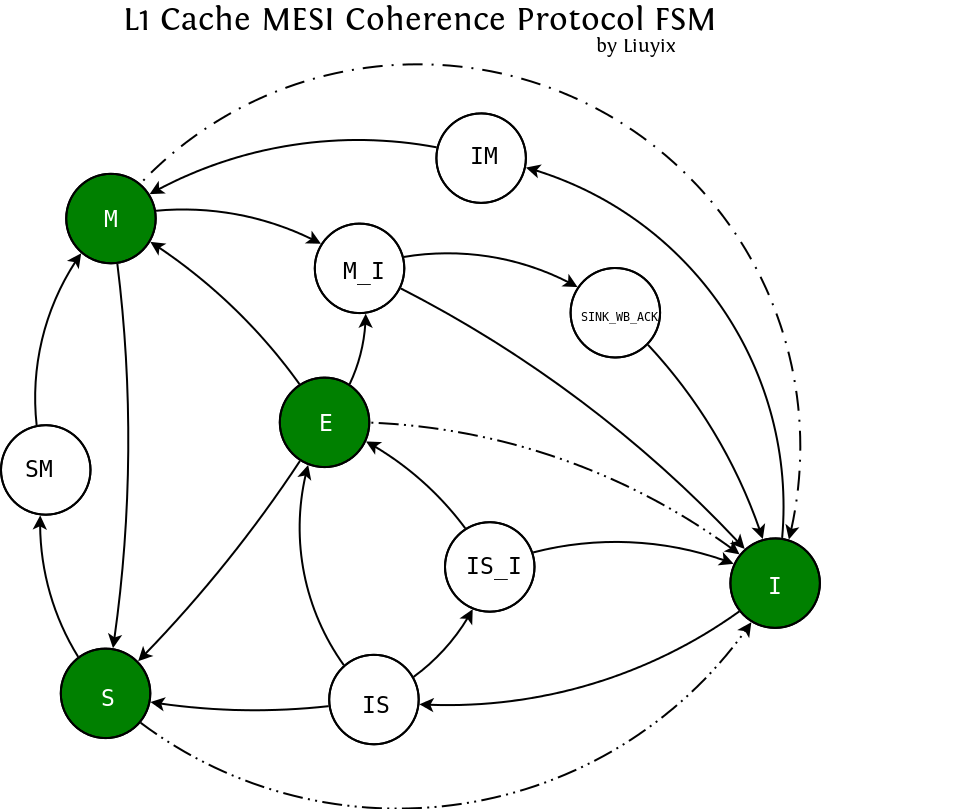 L1 Cache MESI Coherence Protocol FSM
by Liuyix
IM
M
M_I
SINK_WB_ACK
E
SM
IS_I
I
S
IS